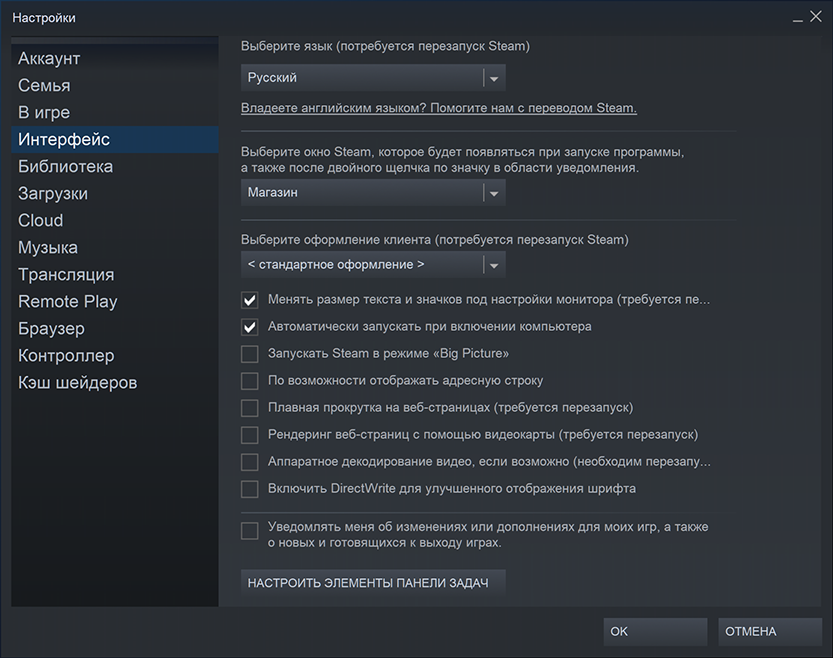 Настройки
Аккаунт
Семья
В игре
Интерфейс
Библиотека
Загрузки
Cloud
Музыка
Трансляция
Remote Play
Браузер
Контроллер
Кэш шейдеров
Выберите язык (потребуется перезапуск Steam)
Русский
Владеете английским языком? Помогите нам с переводом Steam.
Выберите окно Steam, которое будет появляться при запуске программы,
а также после двойного щелчка по значку в области уведомления.
Магазин
Выберите оформление клиента (потребуется перезапуск Steam)
< стандартное оформление >
Менять размер текста и значков под настройки монитора (требуется пе...
Автоматически запускать при включении компьютера
Запускать Steam в режиме «Big Picture»
По возможности отображать адресную строку
Плавная прокрутка на веб-страницах (требуется перезапуск)
Рендеринг веб-страниц с помощью видеокарты (требуется перезапуск)
Аппаратное декодирование видео, если возможно (необходим перезапу...
Включить DirectWrite для улучшенного отображения шрифта
Уведомлять меня об изменениях или дополнениях для моих игр, а также
о новых и готовящихся к выходу играх.
НАСТРОИТЬ ЭЛЕМЕНТЫ ПАНЕЛИ ЗАДАЧ
OK
ОТМЕНА